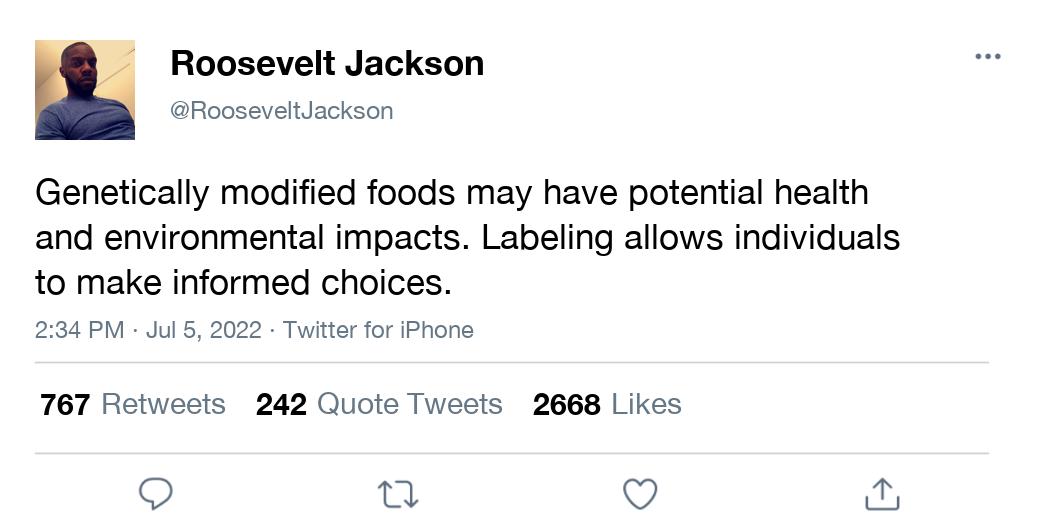 Roosevelt Jackson
@RooseveltJackson
Genetically modified foods may have potential health
and environmental impacts. Labeling allows individuals
to make informed choices.
2:34 PM · Jul 5, 2022 · Twitter for iPhone
767 Retweets 242 Quote Tweets 2668 Likes